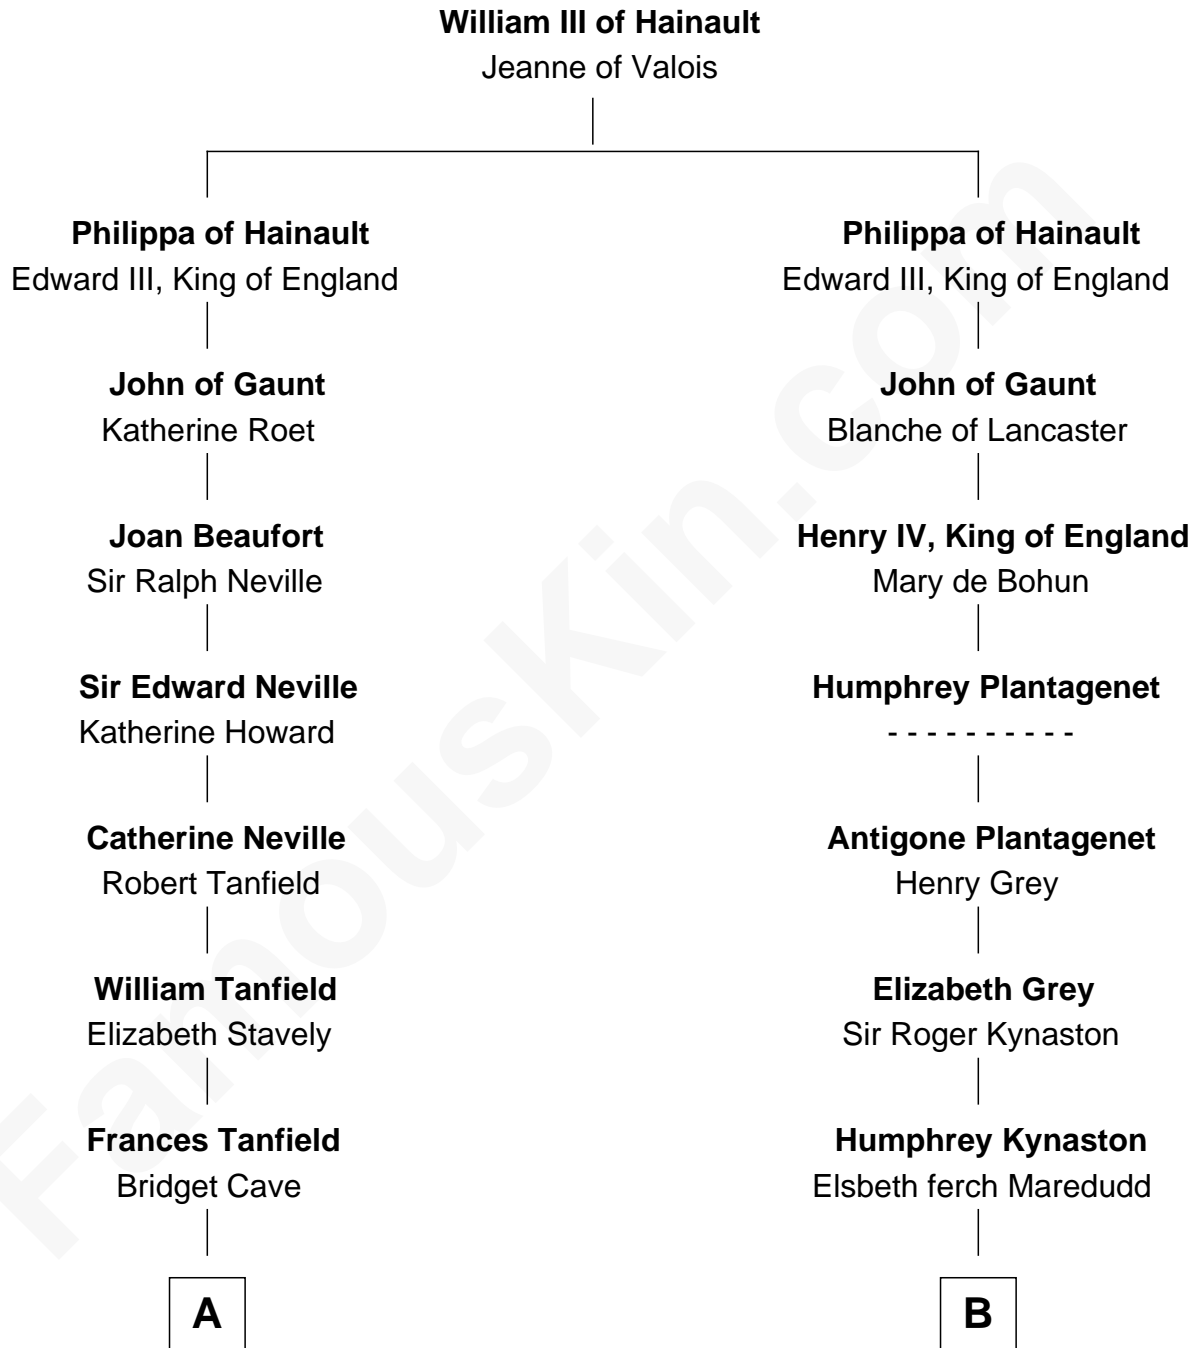 William III of Hainault
Jeanne of Valois
Philippa of Hainault
Edward III, King of England
John of Gaunt
Katherine Roet
Joan Beaufort
Sir Ralph Neville
Sir Edward Neville
Katherine Howard
Catherine Neville
Robert Tanfield
William Tanfield
Elizabeth Stavely
Frances Tanfield
Bridget Cave
A
Philippa of Hainault
Edward III, King of England
John of Gaunt
Blanche of Lancaster
Henry IV, King of England
Mary de Bohun
Humphrey Plantagenet
- - - - - - - - - -
Antigone Plantagenet
Henry Grey
Elizabeth Grey
Sir Roger Kynaston
Humphrey Kynaston
Elsbeth ferch Maredudd
B
FamousKin.com